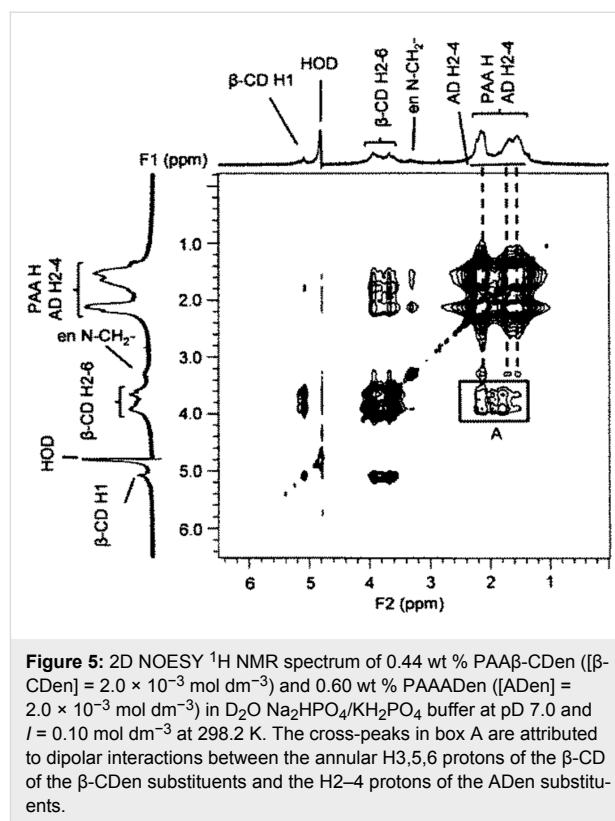 β-CD H1
HOD
β-CD H2-6
en N-CH₂-
AD H2-4
PAA H
AD H2-4
F1 (ppm)
PAA H
AD H2-4
en N-CH₂-
β-CD H2-6
HOD
β-CD H1
1.0
2.0
3.0
4.0
5.0
6.0
A
6 5 4 3 2 1
F2 (ppm)
Figure 5: 2D NOESY ¹H NMR spectrum of 0.44 wt % PAAβ-CDen ([β-
CDen] = 2.0 × 10⁻³ mol dm⁻³) and 0.60 wt % PAAADen ([ADen] =
2.0 × 10⁻³ mol dm⁻³) in D₂O Na₂HPO₄/KH₂PO₄ buffer at pD 7.0 and
I = 0.10 mol dm⁻³ at 298.2 K. The cross-peaks in box A are attributed
to dipolar interactions between the annular H3,5,6 protons of the β-CD
of the β-CDen substituents and the H2–4 protons of the ADen substitu-
ents.